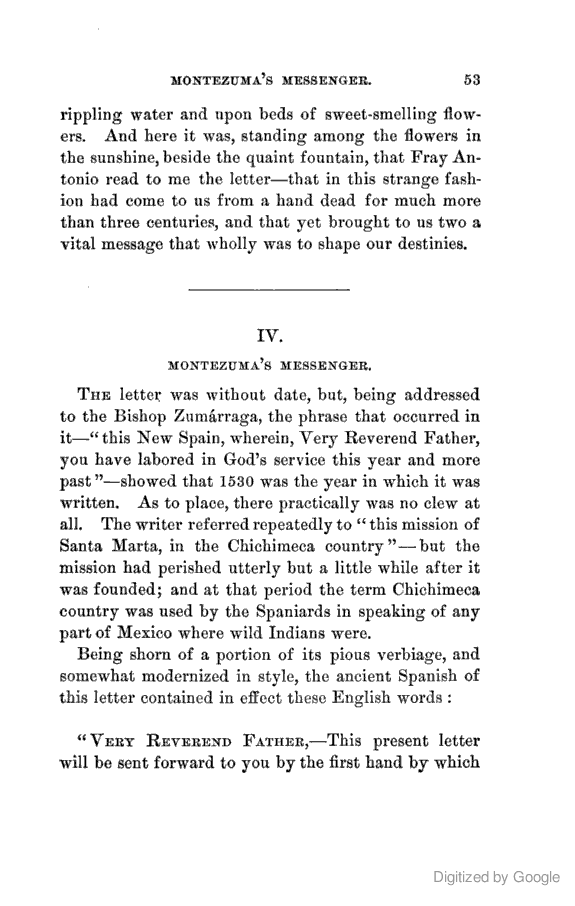 MONTEZUMA'S MESSENGER. 53
rippling water and upon beds of sweet-smelling flow-
ers. And here it was, standing among the flowers in
the sunshine, beside the quaint fountain, that Fray An-
tonio read to me the letter—that in this strange fash-
ion had come to us from a hand dead for much more
than three centuries, and that yet brought to us two a
vital message that wholly was to shape our destinies.
IV.
MONTEZUMA'S MESSENGER.
THE letter was without date, but, being addressed
to the Bishop Zumárraga, the phrase that occurred in
it—“this New Spain, wherein, Very Reverend Father,
you have labored in God's service this year and more
past”—showed that 1530 was the year in which it was
written. As to place, there practically was no clew at
all. The writer referred repeatedly to “this mission of
Santa Marta, in the Chichimeca country”—but the
mission had perished utterly but a little while after it
was founded; and at that period the term Chichimeca
country was used by the Spaniards in speaking of any
part of Mexico where wild Indians were.
Being shorn of a portion of its pious verbiage, and
somewhat modernized in style, the ancient Spanish of
this letter contained in effect these English words :
“VERY REVEREND FATHER,—This present letter
will be sent forward to you by the first hand by which
Digitized by Google